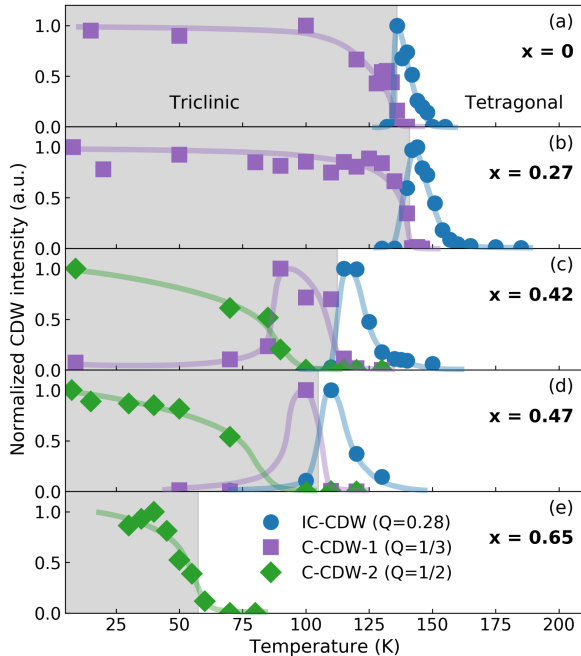 (a)
x = 0
1.0
0.5
0.0
Triclinic
Tetragonal
(b)
x = 0.27
1.0
0.5
0.0
(c)
x = 0.42
1.0
0.5
0.0
(d)
x = 0.47
1.0
0.5
0.0
(e)
x = 0.65
1.0
0.5
0.0
IC-CDW (Q=0.28)
C-CDW-1 (Q=1/3)
C-CDW-2 (Q=1/2)
25 50 75 100 125 150 175 200
Temperature (K)
Normalized CDW intensity (a.u.)